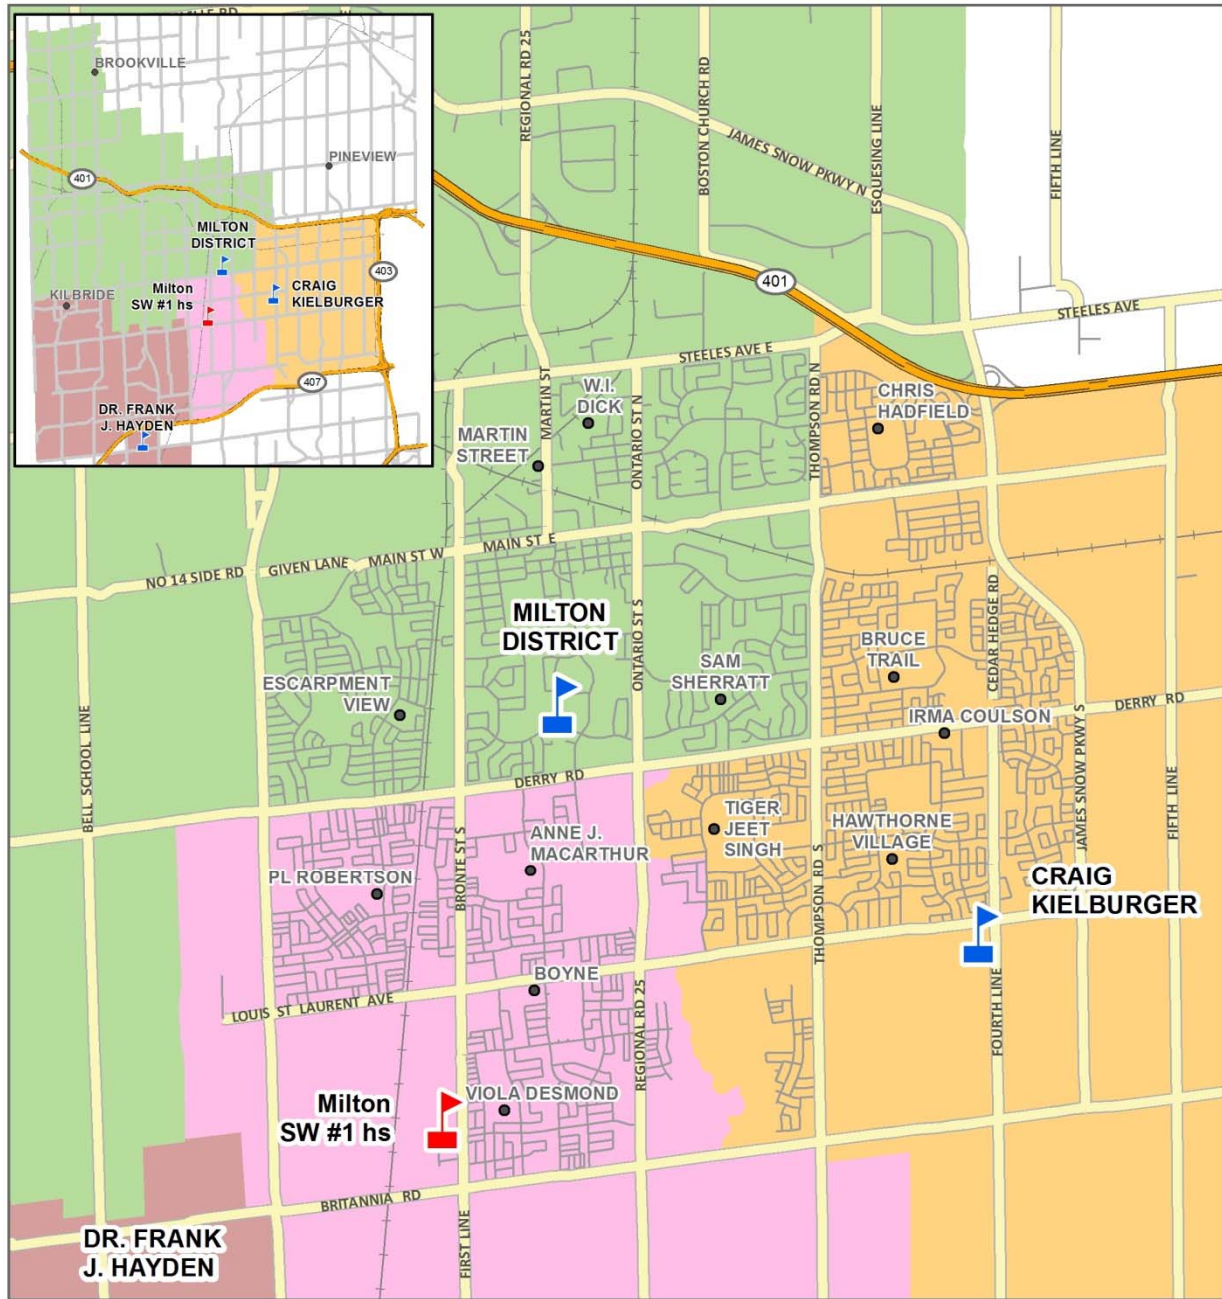 BROOKVILLE
PINEVIEW
401
MILTON
DISTRICT
403
KILBRIDE
Milton
SW #1 hs
CRAIG
KIELBURGER
407
DR. FRANK
J. HAYDEN
REGIONAL RD 25
BOSTON CHURCH RD
JAMES SNOW PKWY N
ESQUESING LINE
FIFTH LINE
401
STEELES AVE
STEELES AVE E
W.I.
DICK
MARTIN ST
ONTARIO ST N
THOMPSON RD N
CHRIS
HADFIELD
MARTIN
STREET
NO 14 SIDE RD
GIVEN LANE
MAIN ST W
MAIN ST E
MILTON
DISTRICT
ONTARIO ST S
CEDAR HEDGE RD
BRUCE
TRAIL
SAM
SHERRATT
ESCARPMENT
VIEW
IRMA COULSON
DERRY RD
BELL SCHOOL LINE
DERRY RD
JAMES SNOW PKWY S
FIFTH LINE
TIGER
JEET
SINGH
HAWTHORNE
VILLAGE
ANNE J.
MACARTHUR
BRONTE ST S
PL ROBERTSON
THOMPSON RD S
CRAIG
KIELBURGER
BOYNE
LOUIS ST LAURENT AVE
REGIONAL RD 25
FOURTH LINE
VIOLA DESMOND
Milton
SW #1 hs
BRITANNIA RD
FIRST LINE
DR. FRANK
J. HAYDEN